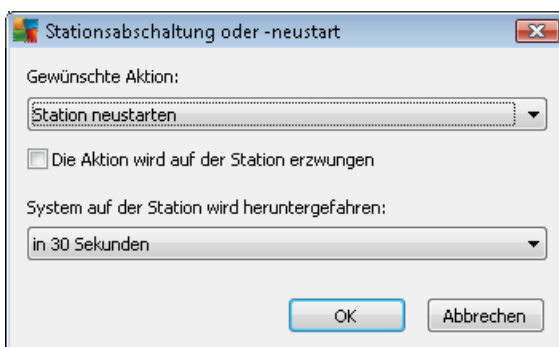 Stationsabschaltung oder -neustart
Gewünschte Aktion:
Station neustarten
Die Aktion wird auf der Station erzwungen
System auf der Station wird heruntergefahren:
in 30 Sekunden
OK
Abbrechen